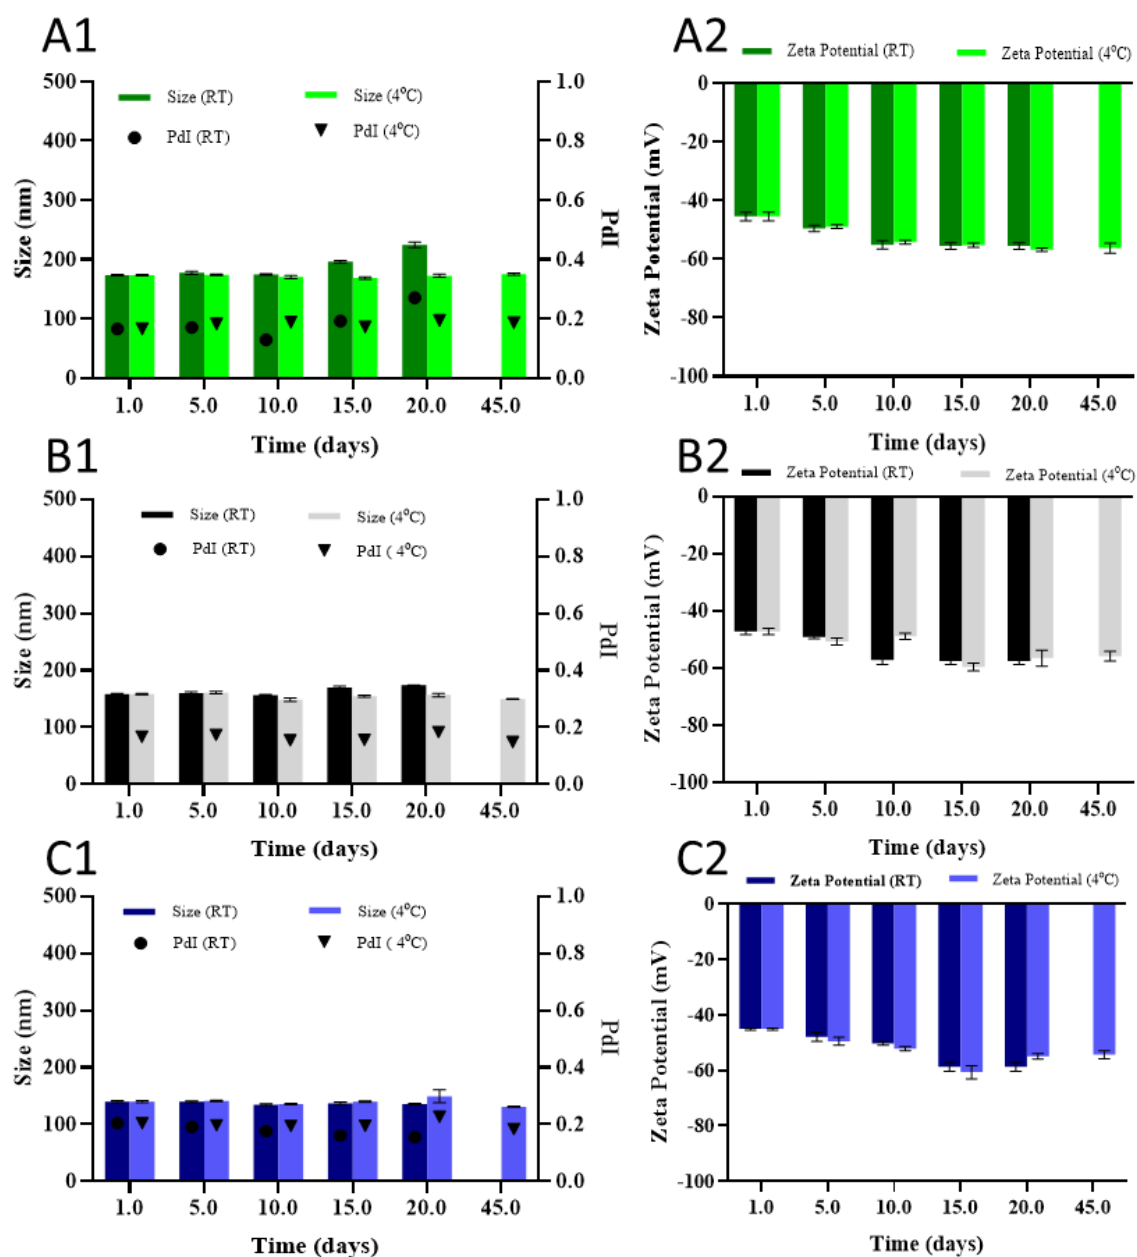 A1
Size (RT)
Size (4°C)
PdI (RT)
PdI (4°C)
500
400
300
200
100
0
Size (nm)
1.0
0.8
0.6
0.4
0.2
0.0
PdI
1.0 5.0 10.0 15.0 20.0 45.0
Time (days)
A2
Zeta Potential (RT)
Zeta Potential (4°C)
0
-20
-40
-60
-80
-100
Zeta Potential (mV)
1.0 5.0 10.0 15.0 20.0 45.0
Time (days)
B1
Size (RT)
Size (4°C)
PdI (RT)
PdI ( 4°C)
500
400
300
200
100
0
Size (nm)
1.0
0.8
0.6
0.4
0.2
0.0
PdI
1.0 5.0 10.0 15.0 20.0 45.0
Time (days)
B2
Zeta Potential (RT)
Zeta Potential (4°C)
0
-20
-40
-60
-80
-100
Zeta Potential (mV)
1.0 5.0 10.0 15.0 20.0 45.0
Time (days)
C1
Size (RT)
Size (4°C)
PdI (RT)
PdI ( 4°C)
500
400
300
200
100
0
Size (nm)
1.0
0.8
0.6
0.4
0.2
0.0
PdI
1.0 5.0 10.0 15.0 20.0 45.0
Time (days)
C2
Zeta Potential (RT)
Zeta Potential (4°C)
0
-20
-40
-60
-80
-100
Zeta Potential (mV)
1.0 5.0 10.0 15.0 20.0 45.0
Time (days)